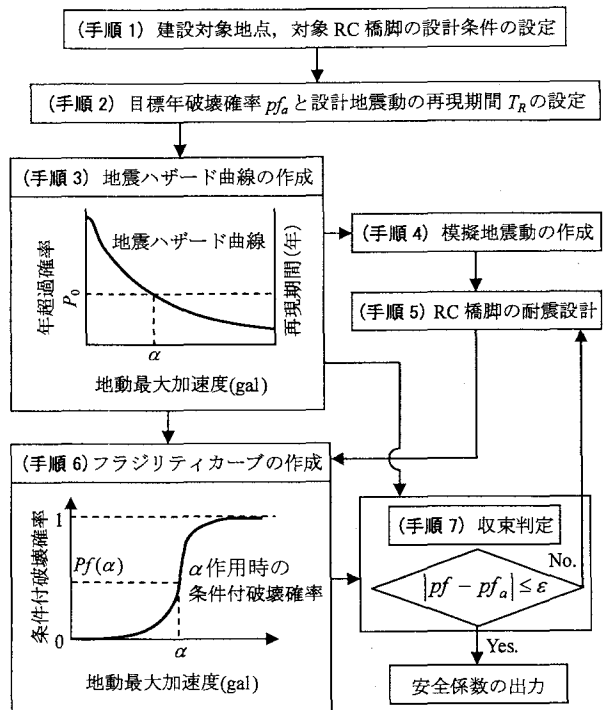 (手順 1) 建設対象地点，対象 RC 橋脚の設計条件の設定
(手順 2) 目標年破壊確率 pfa と設計地震動の再現期間 TR の設定
(手順 3) 地震ハザード曲線の作成
地震ハザード曲線
年超過確率
P0
再現期間(年)
α
地動最大加速度(gal)
(手順 4) 模擬地震動の作成
(手順 5) RC 橋脚の耐震設計
(手順 6) フラジリティカーブの作成
条件付破壊確率
1
Pf(α)
0
α 作用時の
条件付破壊確率
α
地動最大加速度(gal)
(手順 7) 収束判定
No.
|pf − pfa| ≤ ε
Yes.
安全係数の出力